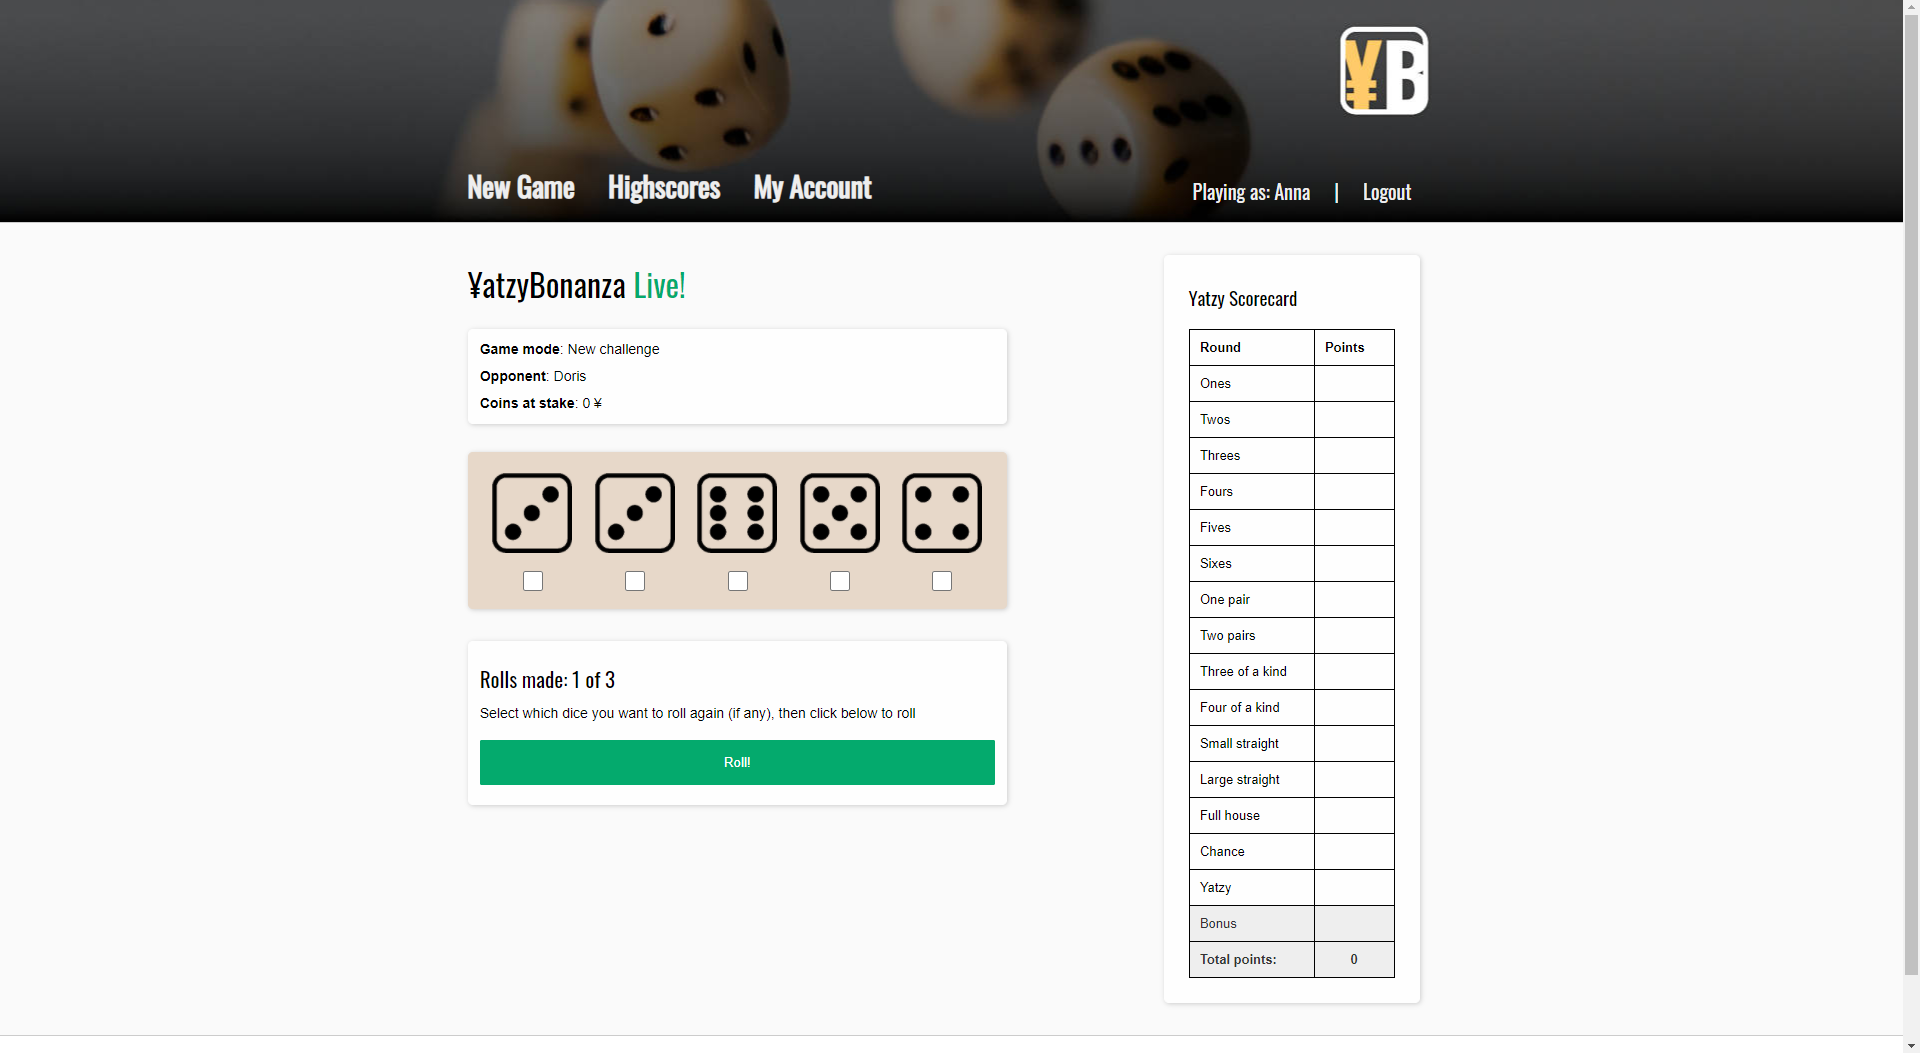 ¥B
New Game Highscores My Account
Playing as: Anna | Logout
¥atzyBonanza Live!
Game mode: New challenge
Opponent: Doris
Coins at stake: 0 ¥
Rolls made: 1 of 3
Select which dice you want to roll again (if any), then click below to roll
Roll!
Yatzy Scorecard
Round Points
Ones
Twos
Threes
Fours
Fives
Sixes
One pair
Two pairs
Three of a kind
Four of a kind
Small straight
Large straight
Full house
Chance
Yatzy
Bonus
Total points: 0